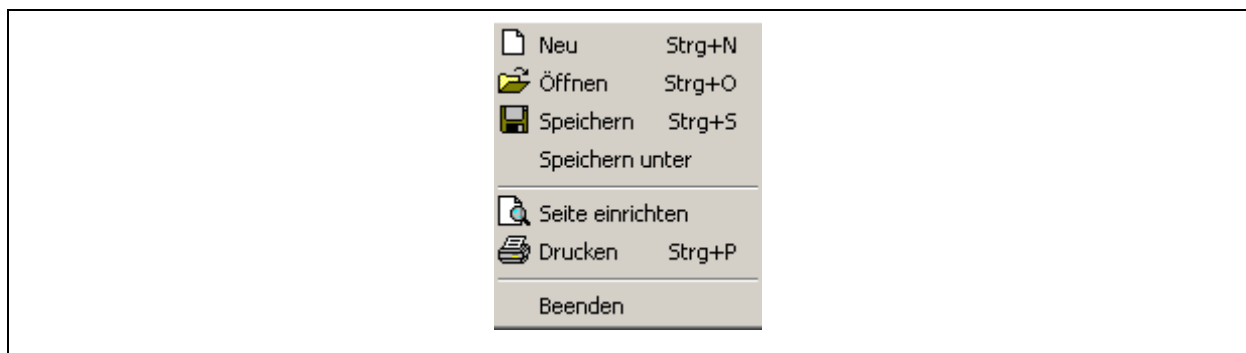 Neu Strg+N
Öffnen Strg+O
Speichern Strg+S
Speichern unter
Seite einrichten
Drucken Strg+P
Beenden